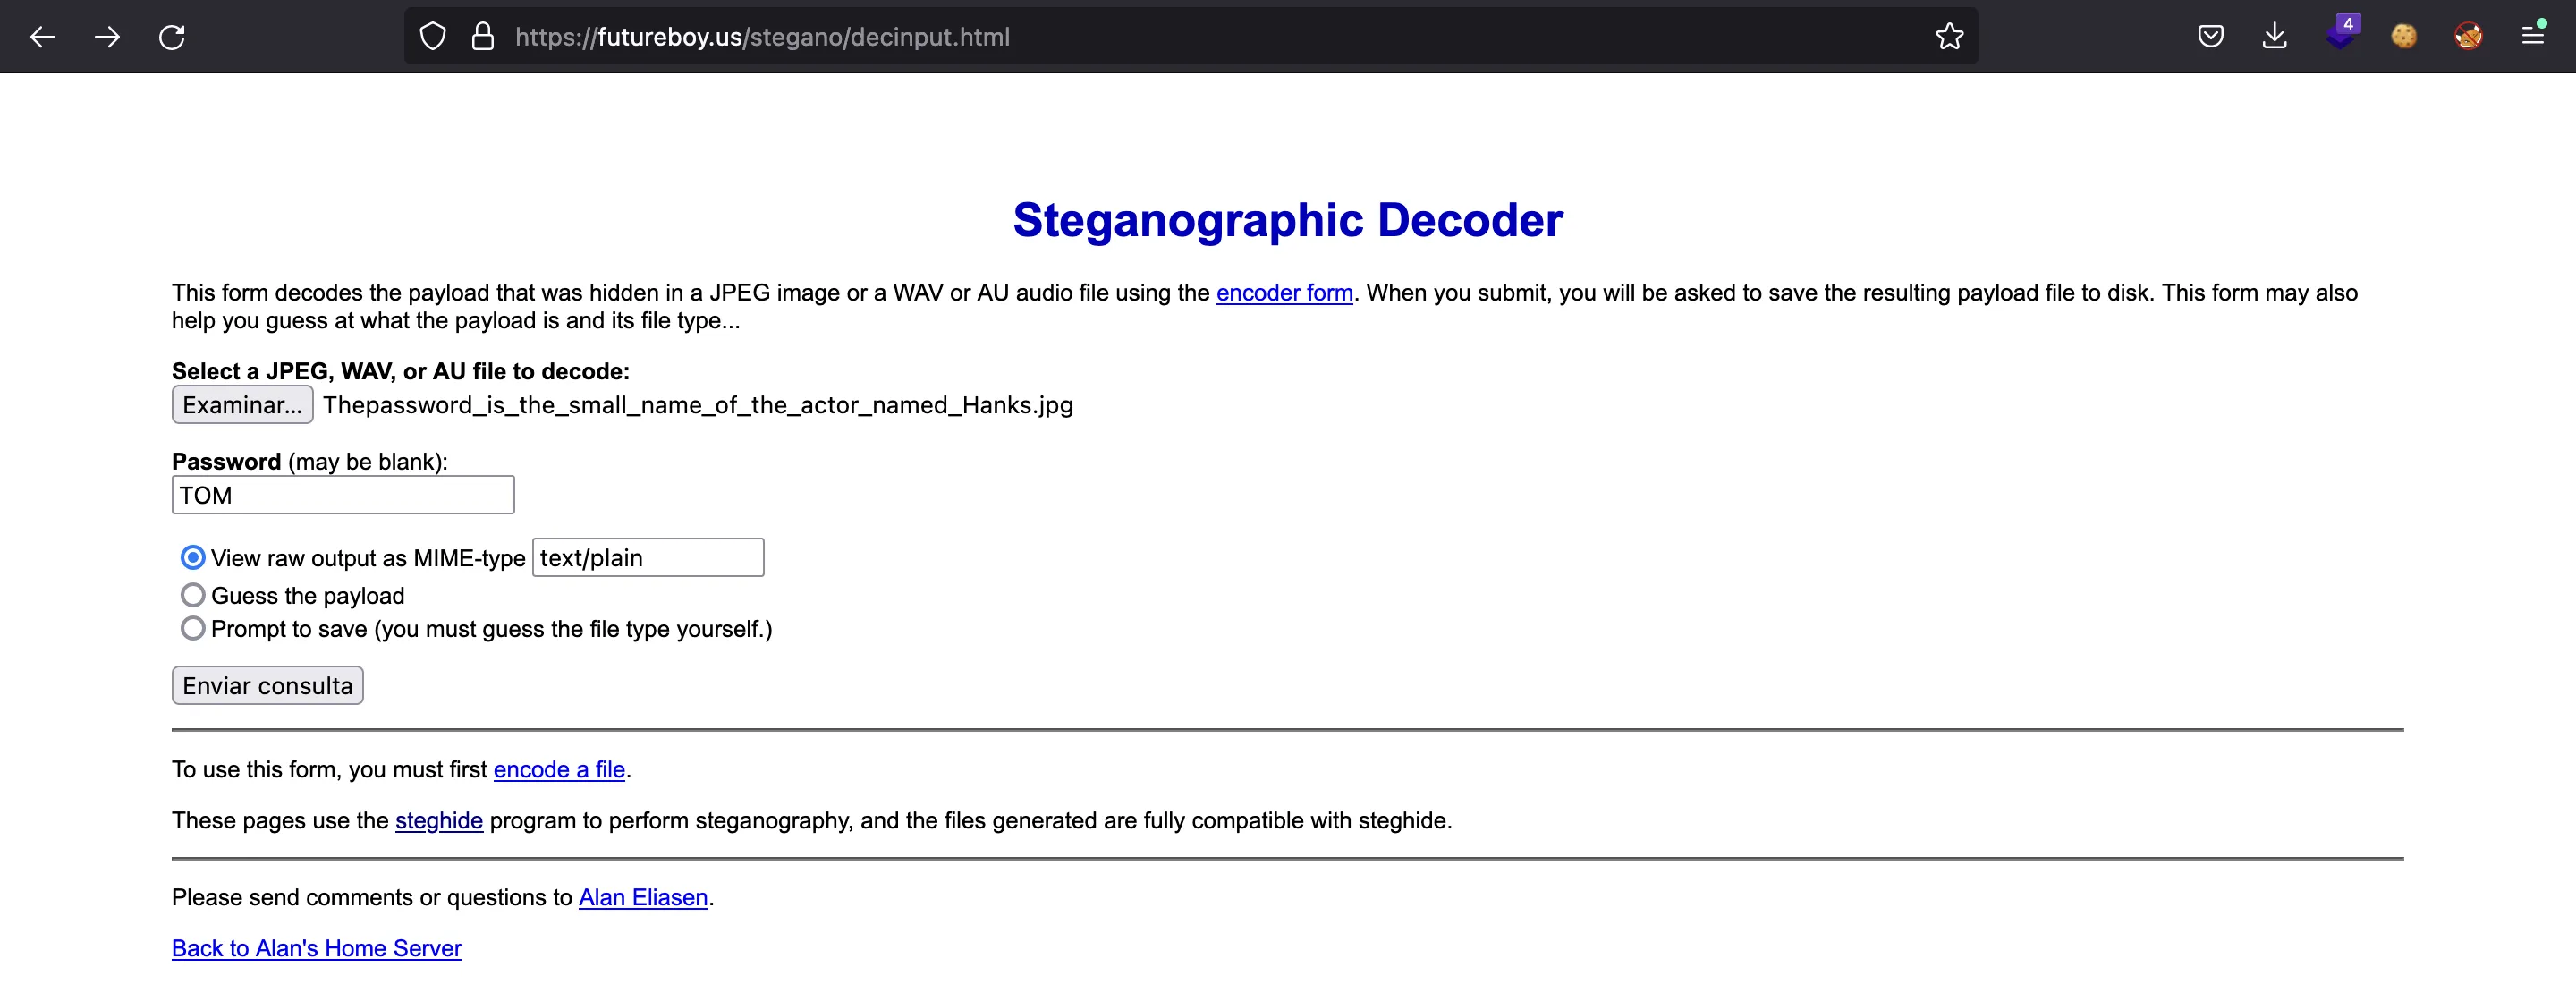 https://futureboy.us/stegano/decinput.html
4
Steganographic Decoder
This form decodes the payload that was hidden in a JPEG image or a WAV or AU audio file using the encoder form. When you submit, you will be asked to save the resulting payload file to disk. This form may also
help you guess at what the payload is and its file type...
Select a JPEG, WAV, or AU file to decode:
Examinar... Thepassword_is_the_small_name_of_the_actor_named_Hanks.jpg
Password (may be blank):
TOM
View raw output as MIME-type text/plain
Guess the payload
Prompt to save (you must guess the file type yourself.)
Enviar consulta
To use this form, you must first encode a file.
These pages use the steghide program to perform steganography, and the files generated are fully compatible with steghide.
Please send comments or questions to Alan Eliasen.
Back to Alan's Home Server